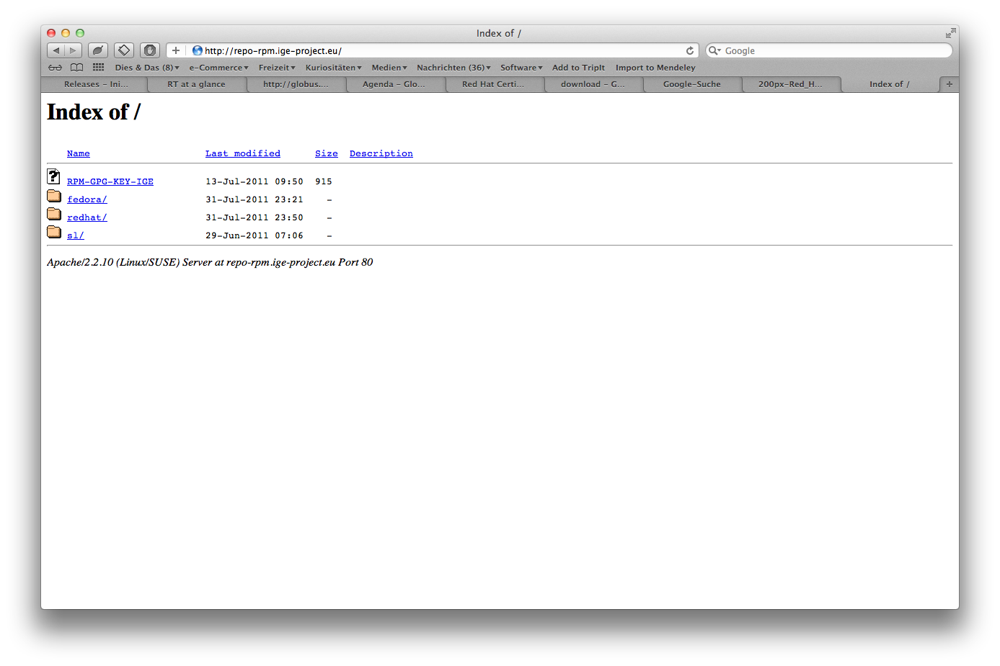 Index of /
http://repo-rpm.ige-project.eu/
Google
Dies & Das (8) e-Commerce Freizeit Kuriositäten Medien Nachrichten (36) Software Add to TripIt Import to Mendeley
Releases – Ini... RT at a glance http://globus.... Agenda – Glo... Red Hat Certi... download – G... Google-Suche 200px-Red_H... Index of /
Index of /
Name Last modified Size Description
RPM-GPG-KEY-IGE 13-Jul-2011 09:50 915
fedora/ 31-Jul-2011 23:21 -
redhat/ 31-Jul-2011 23:50 -
sl/ 29-Jun-2011 07:06 -
Apache/2.2.10 (Linux/SUSE) Server at repo-rpm.ige-project.eu Port 80